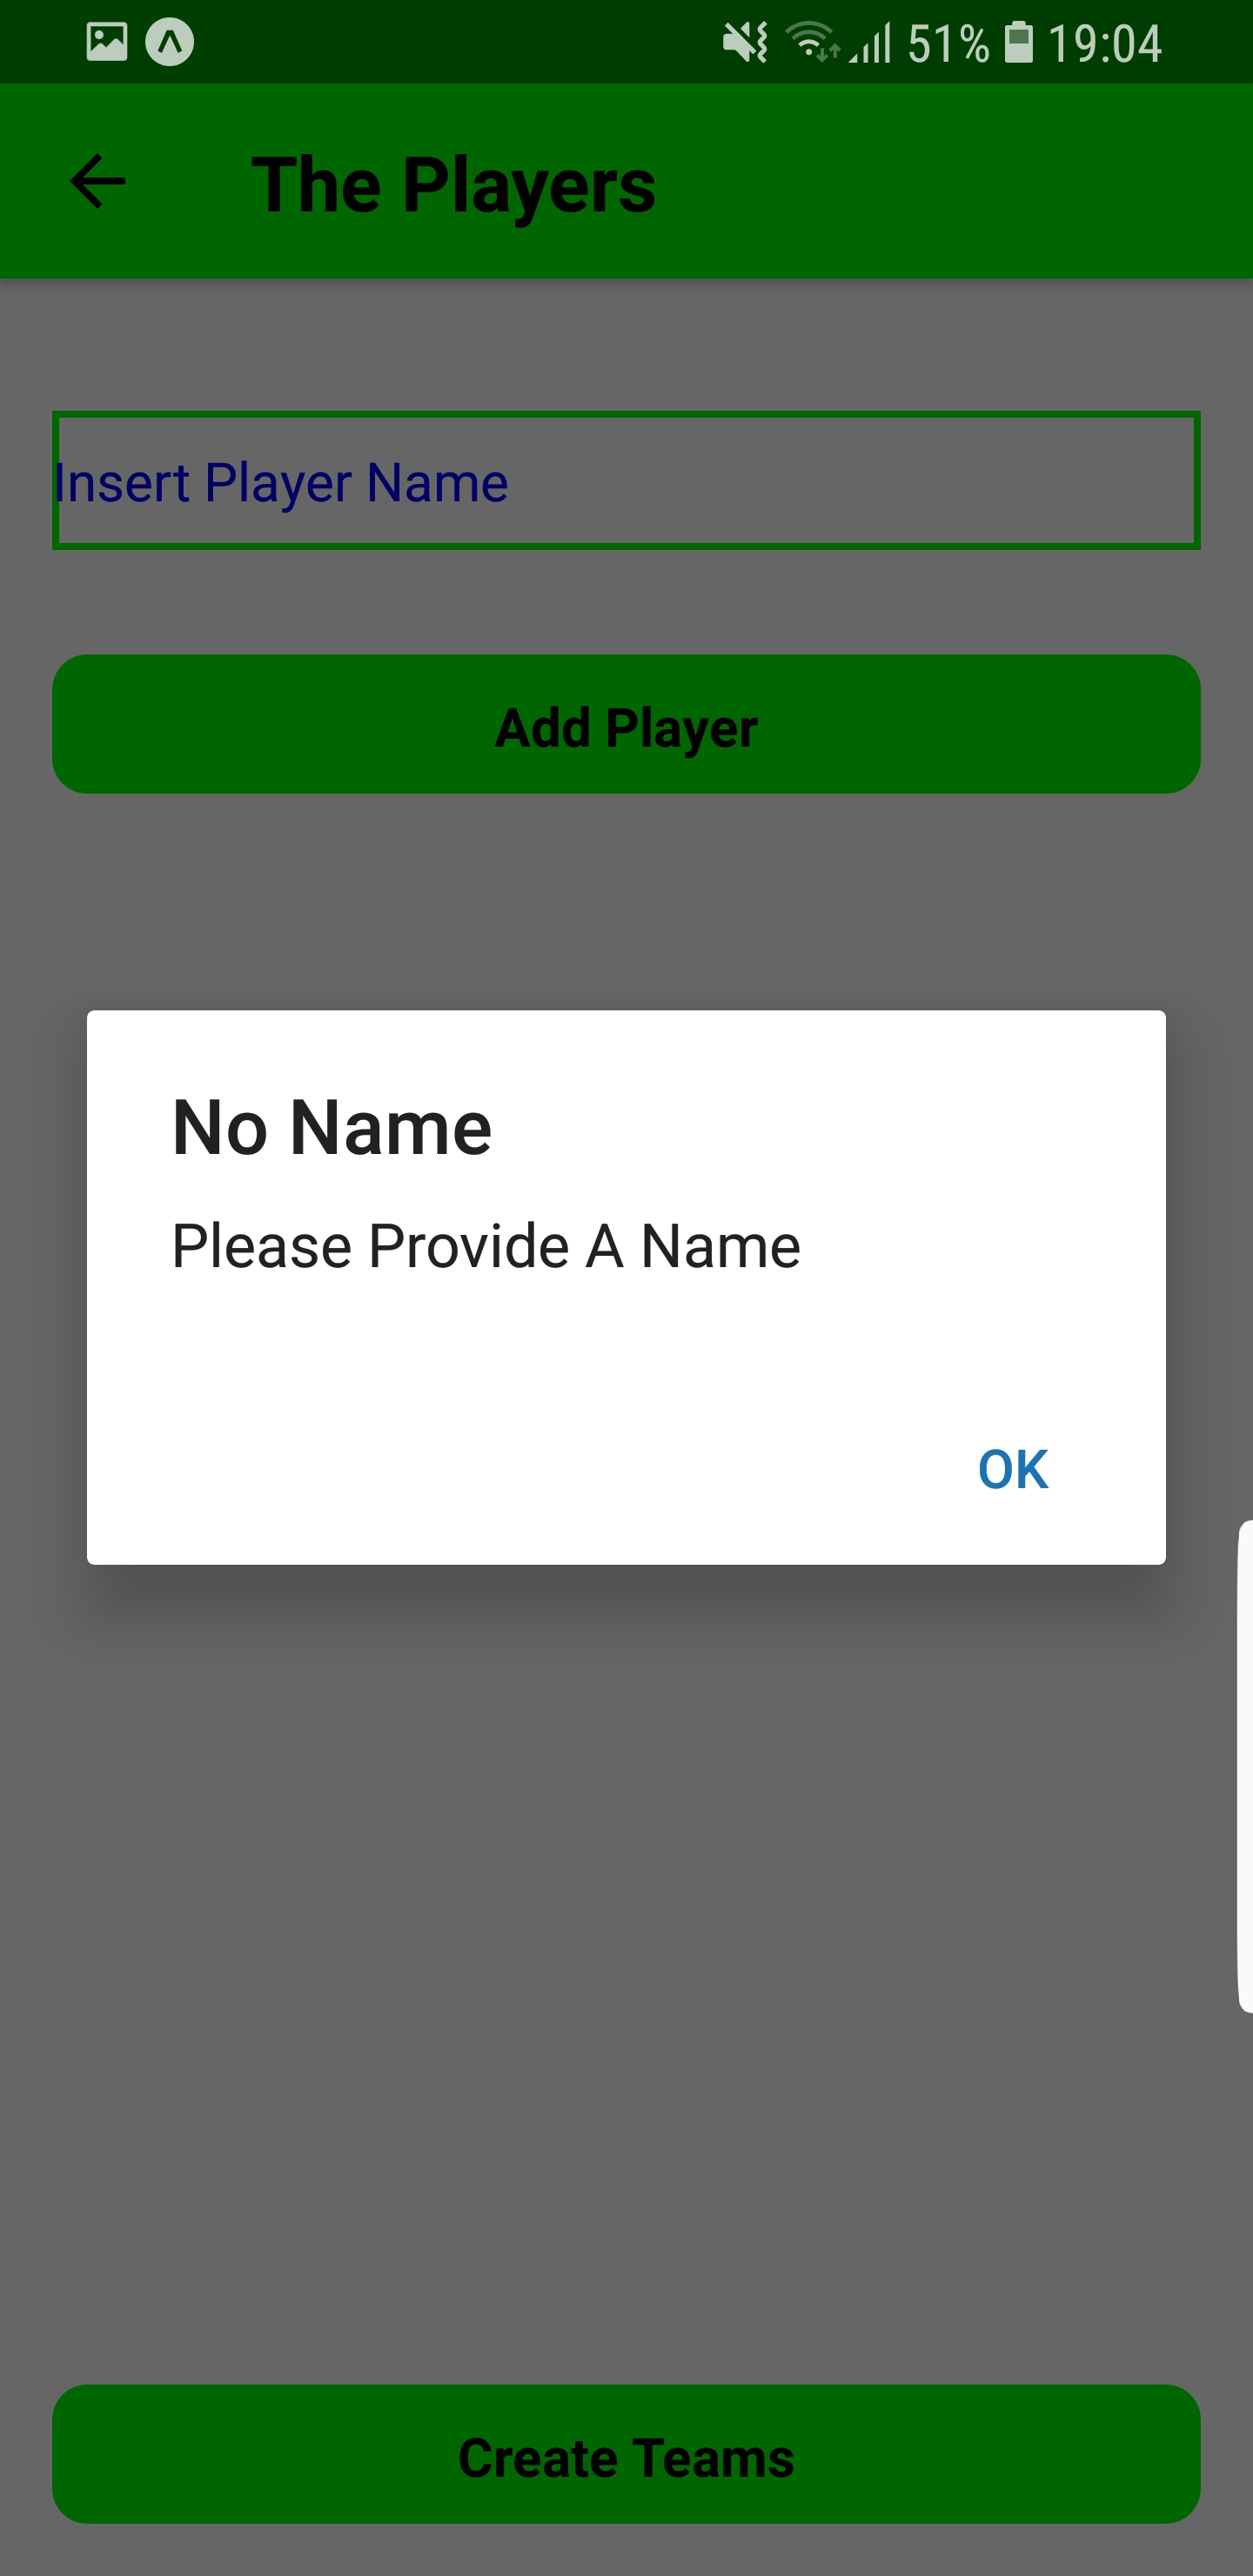 51% 19:04
The Players
Insert Player Name
Add Player
No Name
Please Provide A Name
OK
Create Teams